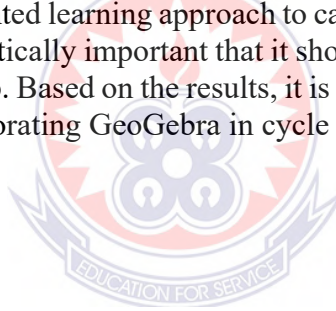 ted learning approach to ca
tically important that it sho
. Based on the results, it is
orating GeoGebra in cycle
EDUCATION FOR SERVICE